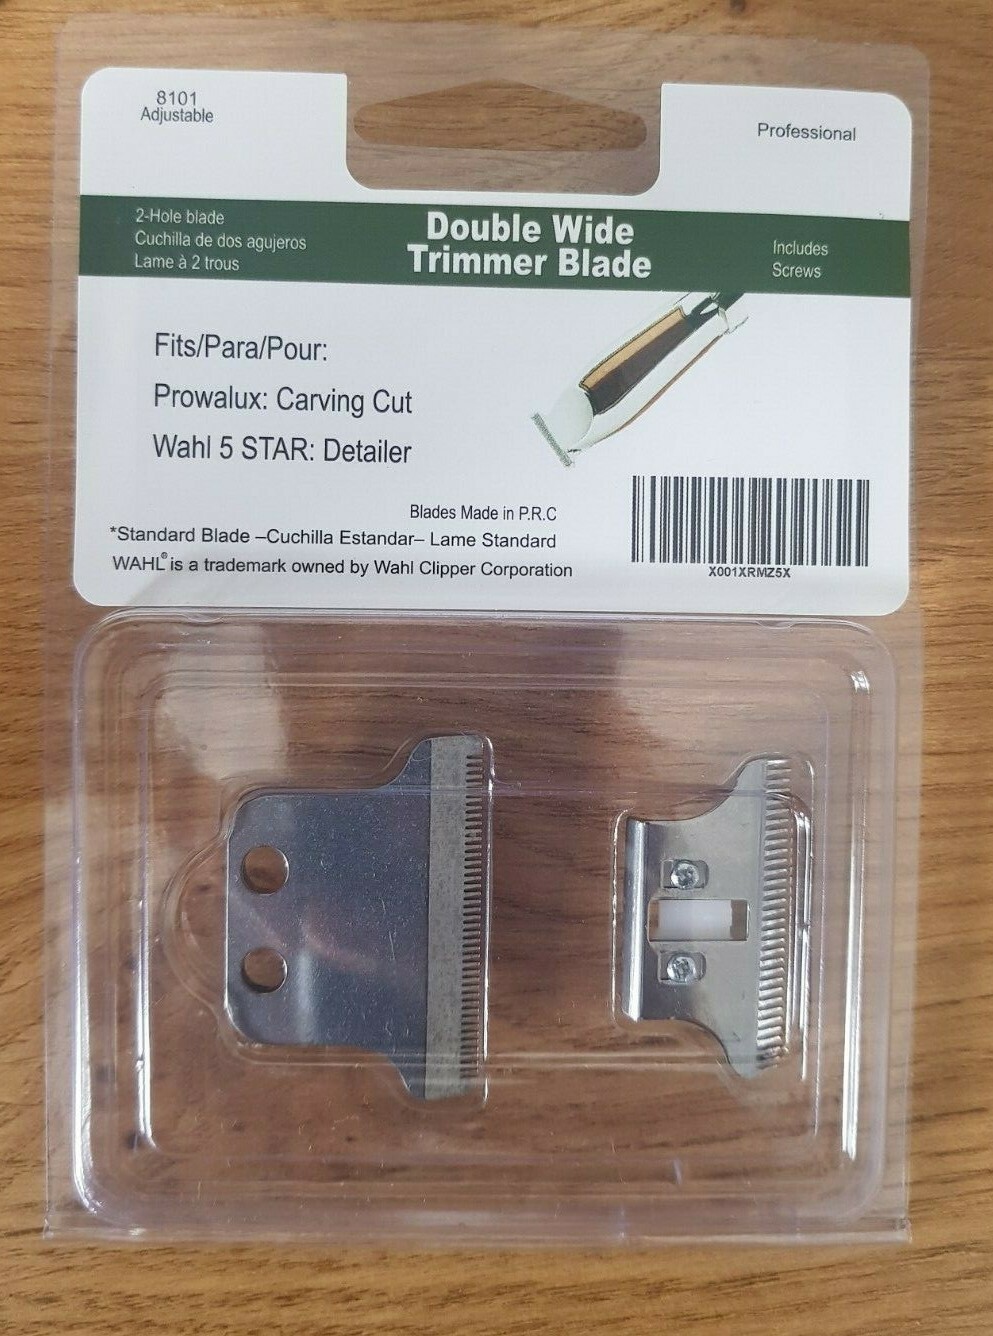 8101
Adjustable
Professional
2-Hole blade
Cuchilla de dos agujeros
Lame à 2 trous
Double Wide
Trimmer Blade
Includes
Screws
Fits/Para/Pour:
Prowalux: Carving Cut
Wahl 5 STAR: Detailer
Blades Made in P.R.C
*Standard Blade –Cuchilla Estandar– Lame Standard
WAHL® is a trademark owned by Wahl Clipper Corporation
X001XRMZ5X